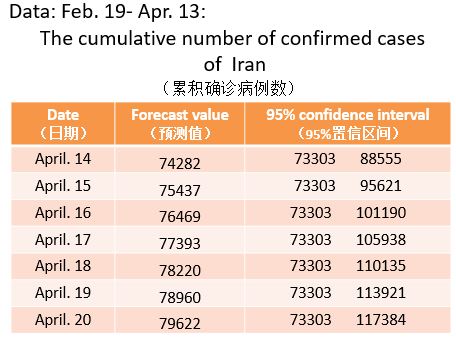 Data: Feb. 19- Apr. 13:
The cumulative number of confirmed cases
of Iran
（累积确诊病例数）
Date Forecast value 95% confidence interval
（日期） （预测值） （95%置信区间）
April. 14 74282 73303 88555
April. 15 75437 73303 95621
April. 16 76469 73303 101190
April. 17 77393 73303 105938
April. 18 78220 73303 110135
April. 19 78960 73303 113921
April. 20 79622 73303 117384